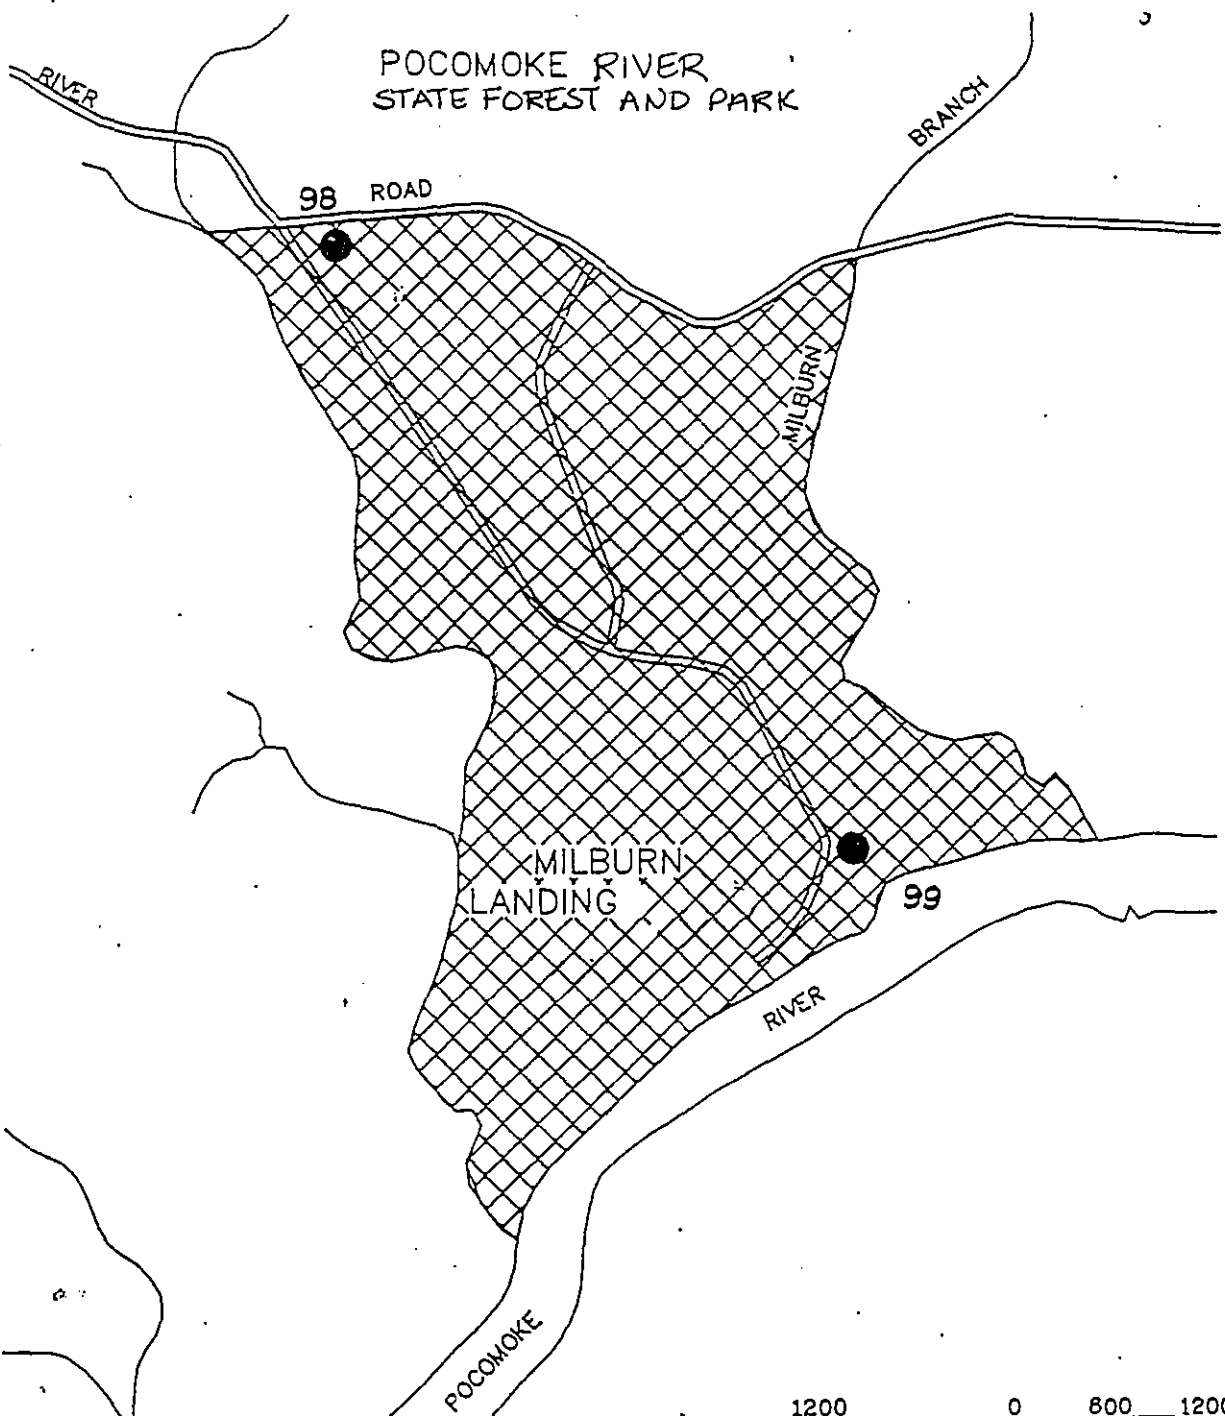 POCOMOKE RIVER
STATE FOREST AND PARK
RIVER
BRANCH
98
ROAD
MILBURN
MILBURN
LANDING
99
RIVER
POCOMOKE
1200 0 800 1200